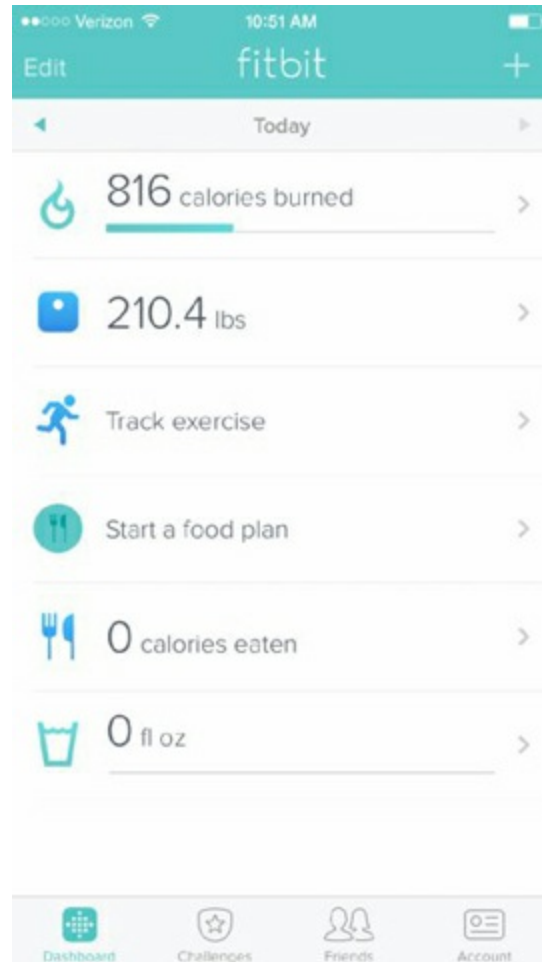 Verizon 10:51 AM
Edit fitbit +
Today
816 calories burned
210.4 lbs
Track exercise
Start a food plan
0 calories eaten
0 fl oz
Dashboard Challenges Friends Account